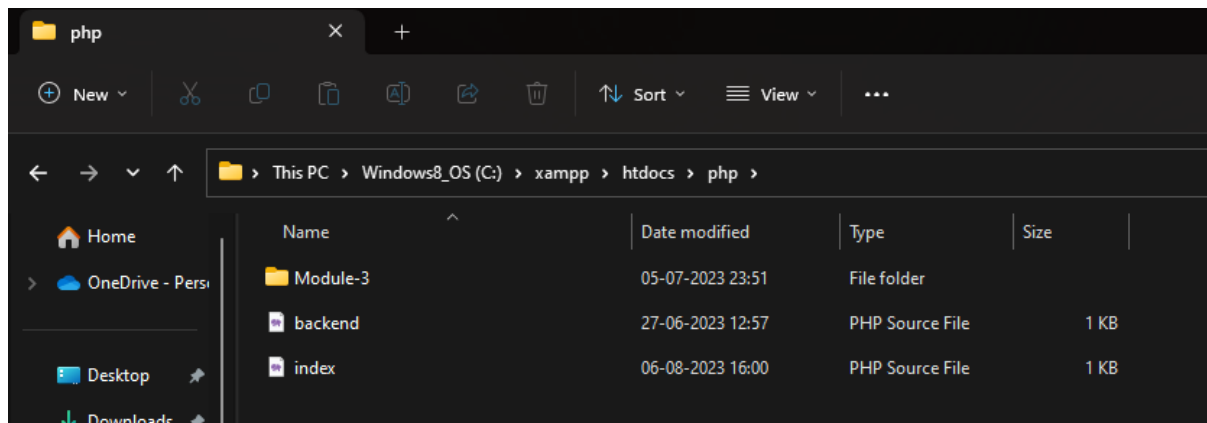 php
New Sort View
This PC > Windows8_OS (C:) > xampp > htdocs > php >
Home
OneDrive - Pers
Desktop
Downloads
Name Date modified Type Size
Module-3 05-07-2023 23:51 File folder
backend 27-06-2023 12:57 PHP Source File 1 KB
index 06-08-2023 16:00 PHP Source File 1 KB